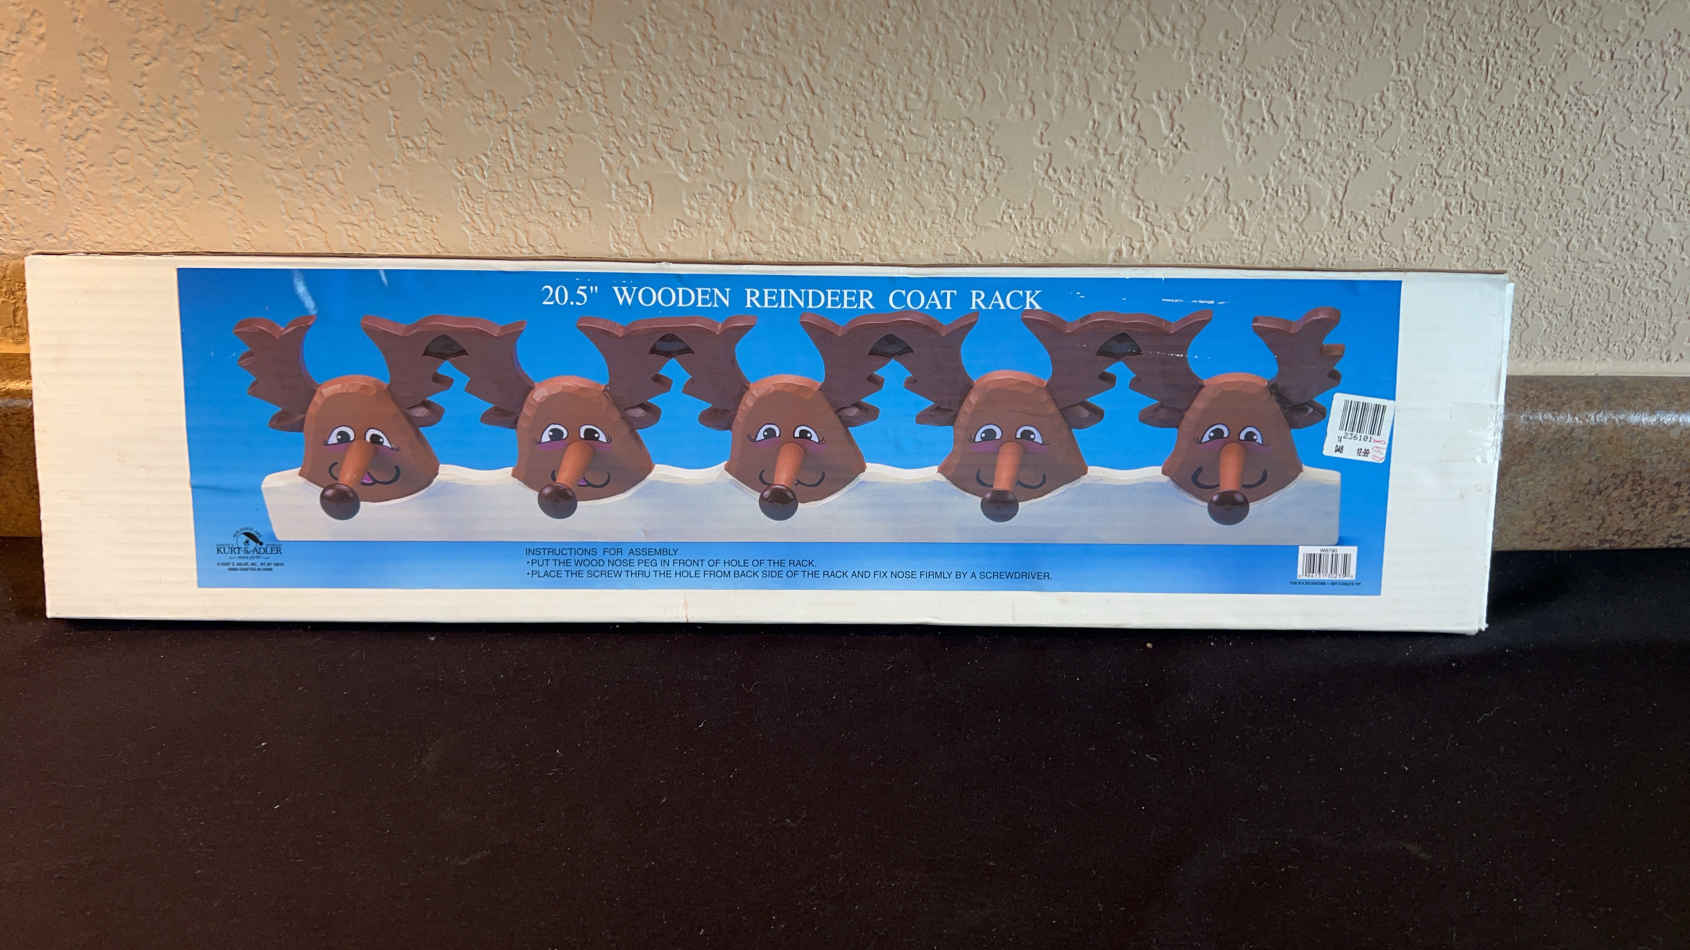 20.5" WOODEN REINDEER COAT RACK
KURT S. ADLER
INSTRUCTIONS FOR ASSEMBLY
•PUT THE WOOD NOSE PEG IN FRONT OF HOLE OF THE RACK.
•PLACE THE SCREW THRU THE HOLE FROM BACK SIDE OF THE RACK AND FIX NOSE FIRMLY BY A SCREWDRIVER.